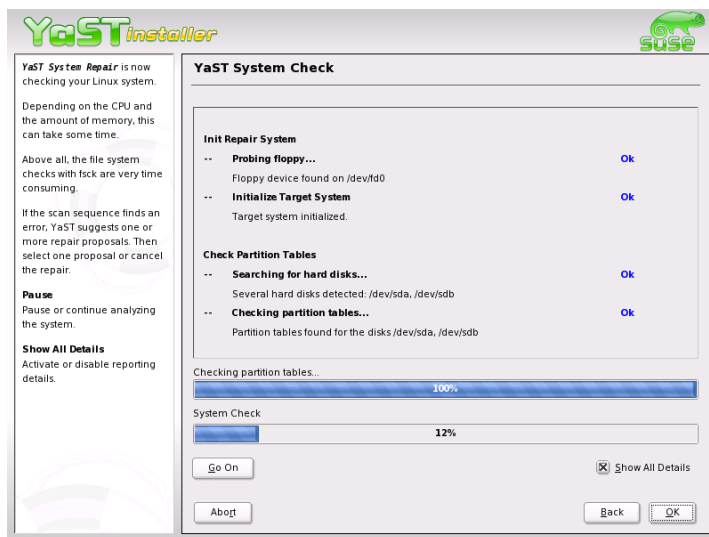 YaST installer
SUSE
YaST System Repair is now
checking your Linux system.
Depending on the CPU and
the amount of memory, this
can take some time.
Above all, the file system
checks with fsck are very time
consuming.
If the scan sequence finds an
error, YaST suggests one or
more repair proposals. Then
select one proposal or cancel
the repair.
Pause
Pause or continue analyzing
the system.
Show All Details
Activate or disable reporting
details.
YaST System Check
Init Repair System
-- Probing floppy... Ok
Floppy device found on /dev/fd0
-- Initialize Target System Ok
Target system initialized.
Check Partition Tables
-- Searching for hard disks... Ok
Several hard disks detected: /dev/sda, /dev/sdb
-- Checking partition tables... Ok
Partition tables found for the disks /dev/sda, /dev/sdb
Checking partition tables...
100%
System Check
12%
Go On
Show All Details
Abort
Back
OK